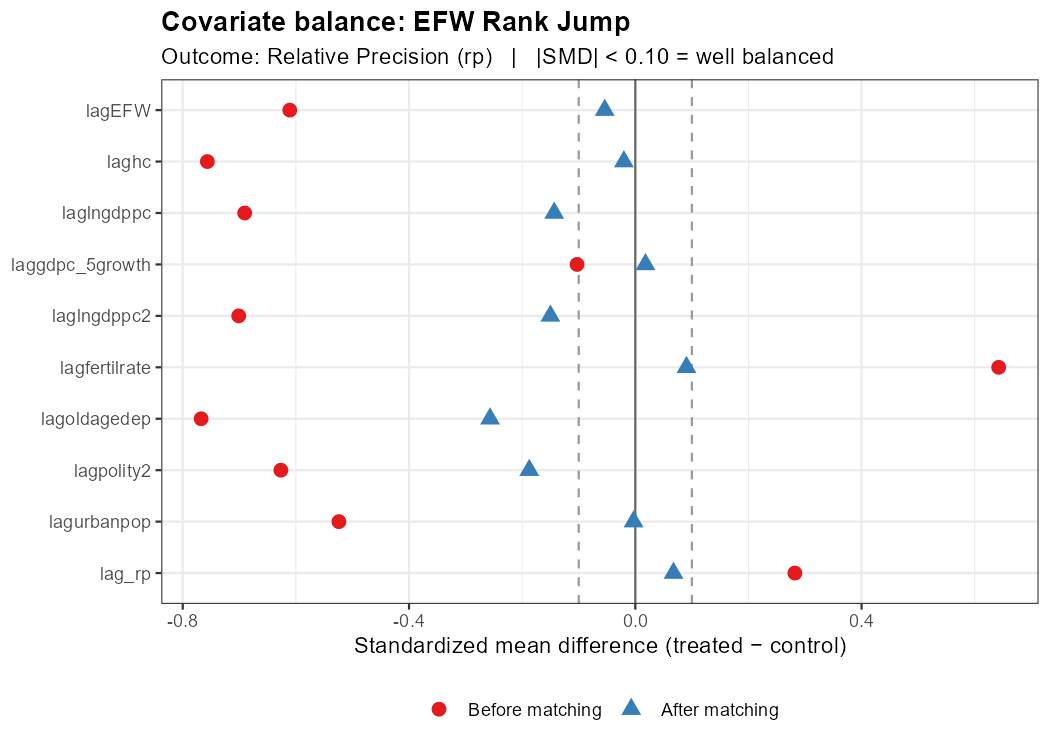 Covariate balance: EFW Rank Jump
Outcome: Relative Precision (rp) | |SMD| < 0.10 = well balanced
lagEFW
laghc
laglngdppc
laggdpc_5growth
laglngdppc2
lagfertilrate
lagoldagedep
lagpolity2
lagurbanpop
lag_rp
-0.8 -0.4 0.0 0.4
Standardized mean difference (treated − control)
Before matching After matching